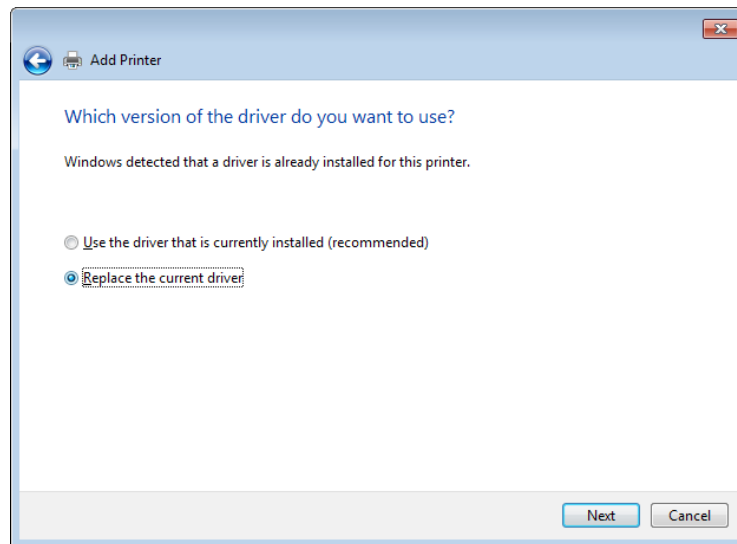 Add Printer
Which version of the driver do you want to use?
Windows detected that a driver is already installed for this printer.
Use the driver that is currently installed (recommended)
Replace the current driver
Next Cancel